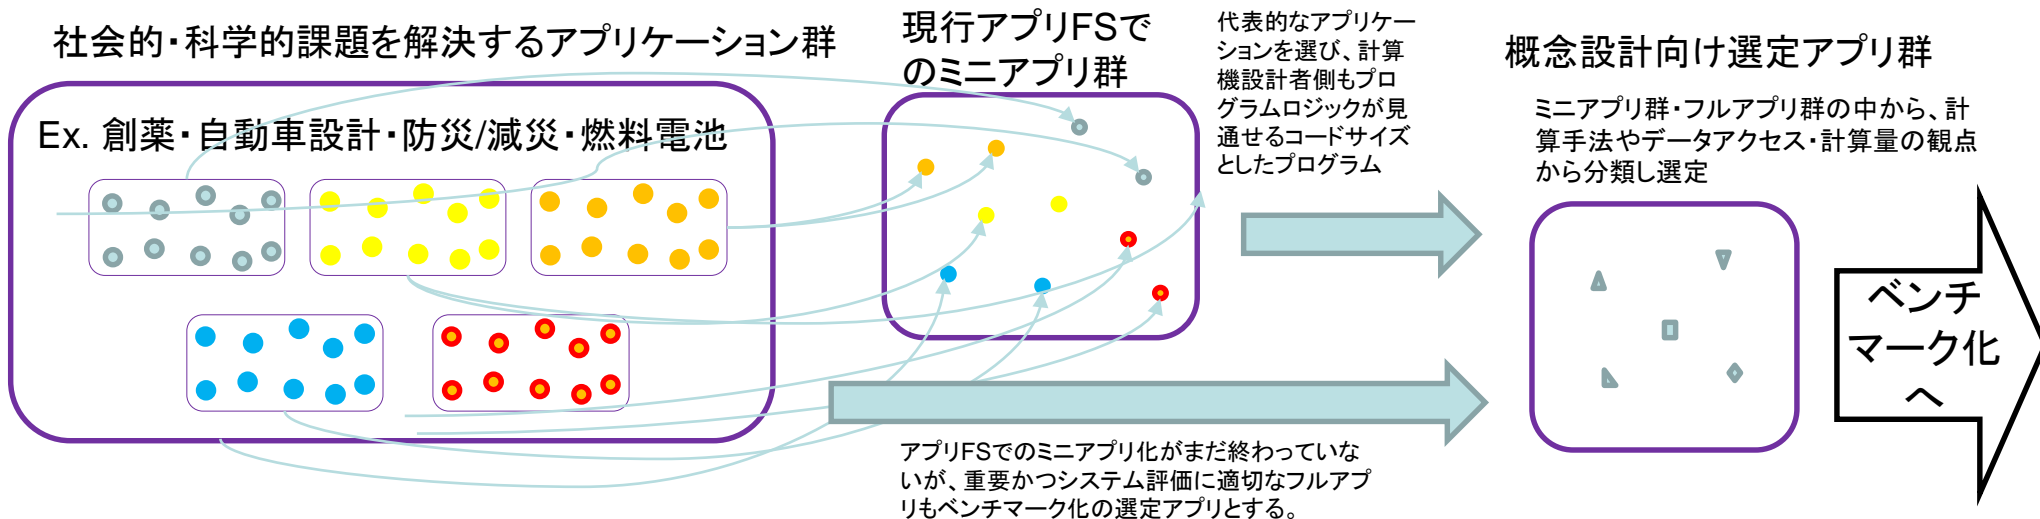 社会的・科学的課題を解決するアプリケーション群
Ex. 創薬・自動車設計・防災/減災・燃料電池
現行アプリFSで
のミニアプリ群
代表的なアプリケー
ションを選び、計算
機設計者側もプロ
グラムロジックが見
通せるコードサイズ
としたプログラム
概念設計向け選定アプリ群
ミニアプリ群・フルアプリ群の中から、計
算手法やデータアクセス・計算量の観点
から分類し選定
ベンチ
マーク化
へ
アプリFSでのミニアプリ化がまだ終わっていな
いが、重要かつシステム評価に適切なフルアプ
リもベンチマーク化の選定アプリとする。